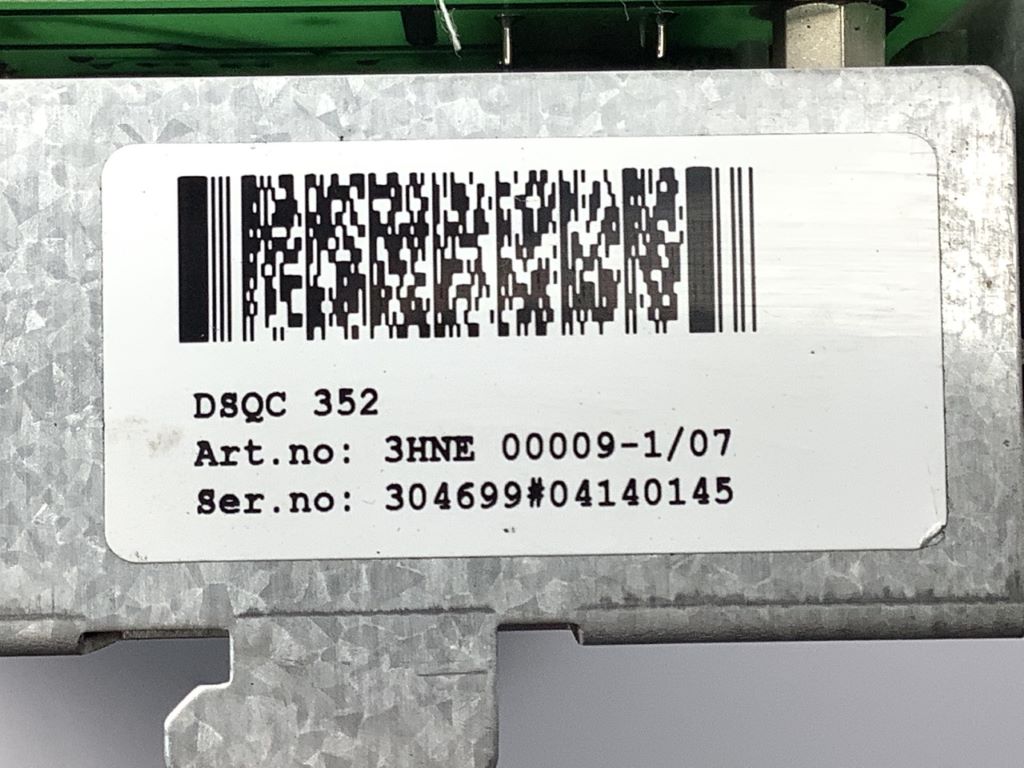 DSQC 352
Art.no: 3HNE 00009-1/07
Ser.no: 304699#04140145